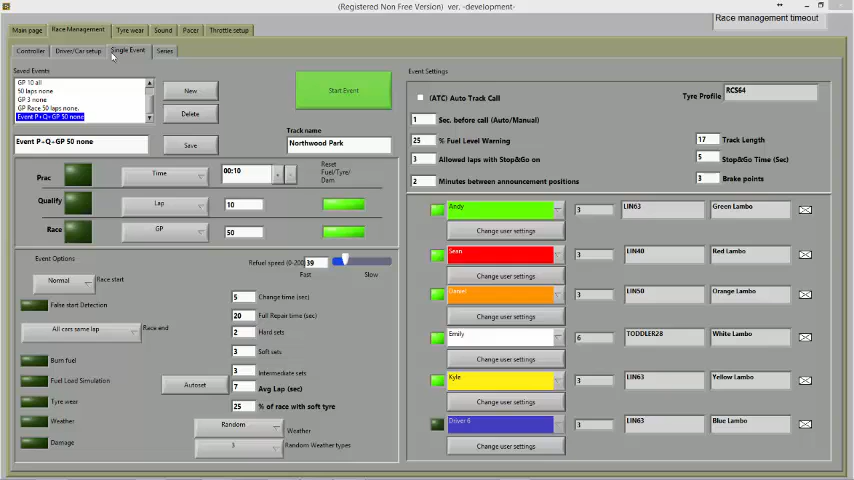 (Registered Non Free Version) ver. -development-
Race management timeout
Main page Race Management Tyre wear Sound Pacer Throttle setup
Controller Driver/Car setup Single Event Series
Saved Events
GP 10 all
50 laps none
GP 3 none
GP Race 50 laps none.
Event P+Q+GP 50 none
New
Delete
Event P+Q+GP 50 none
Save
Start Event
Track name
Northwood Park
Prac
Time
00:10
Reset
Fuel/Tyre/
Dam
Qualify
Lap
10
Race
GP
50
Event Options
Refuel speed (0-200)
39
Fast Slow
Normal
Race start
False start Detection
5 Change time (sec)
20 Full Repair time (sec)
All cars same lap
Race end
2 Hard sets
3 Soft sets
Burn fuel
3 Intermediate sets
Fuel Load Simulation
Autoset
7 Avg Lap (sec)
Tyre wear
25 % of race with soft tyre
Weather
Random
Weather
Damage
3
Random Weather types
Event Settings
(ATC) Auto Track Call
Tyre Profile
RCS64
1 Sec. before call (Auto/Manual)
25 % Fuel Level Warning
17 Track Length
3 Allowed laps with Stop&Go on
5 Stop&Go Time (Sec)
2 Minutes between announcement positions
3 Brake points
Andy 3 LIN63 Green Lambo
Change user settings
Sean 3 LIN40 Red Lambo
Change user settings
Daniel 3 LIN50 Orange Lambo
Change user settings
Emily 6 TODDLER28 White Lambo
Change user settings
Kyle 3 LIN63 Yellow Lambo
Change user settings
Driver 6 3 LIN63 Blue Lambo
Change user settings